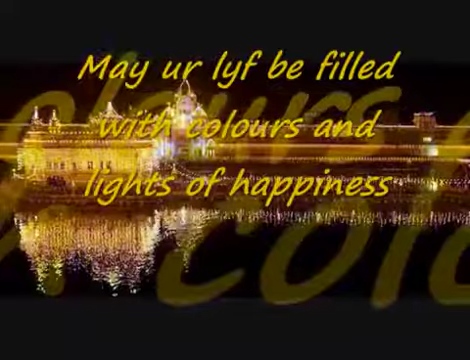 May ur lyf be filled
with colours and
lights of happiness